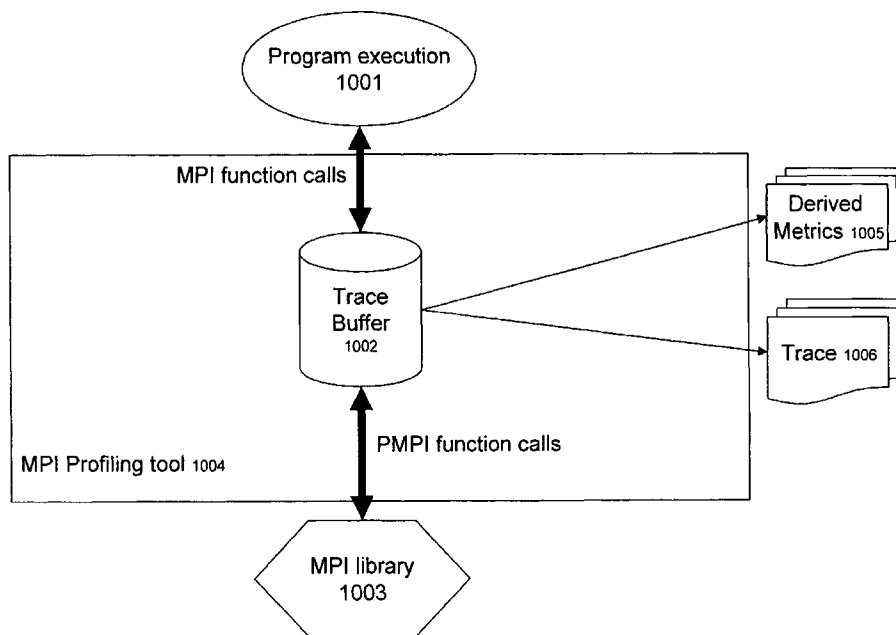 Program execution
1001
MPI function calls
Derived
Metrics 1005
Trace
Buffer
1002
Trace 1006
PMPI function calls
MPI Profiling tool 1004
MPI library
1003